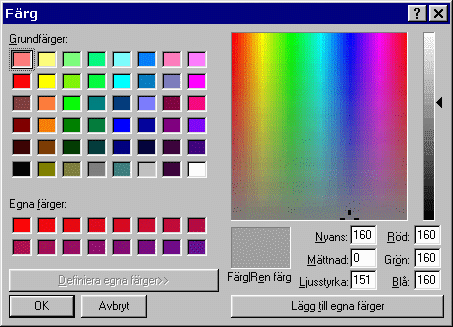 Färg
Grundfärger:
Egna färger:
Definiera egna färger>>
OK
Avbryt
Färg|Ren färg
Nyans: 160
Mättnad: 0
Ljusstyrka: 151
Röd: 160
Grön: 160
Blå: 160
Lägg till egna färger